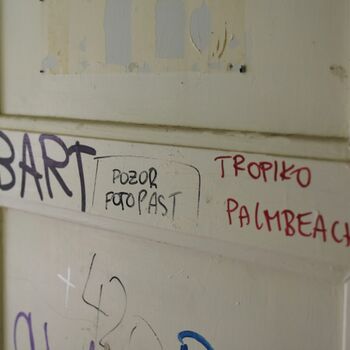 BART
POZOR
FOTOPAST
TROPIKO
PALMBEACH